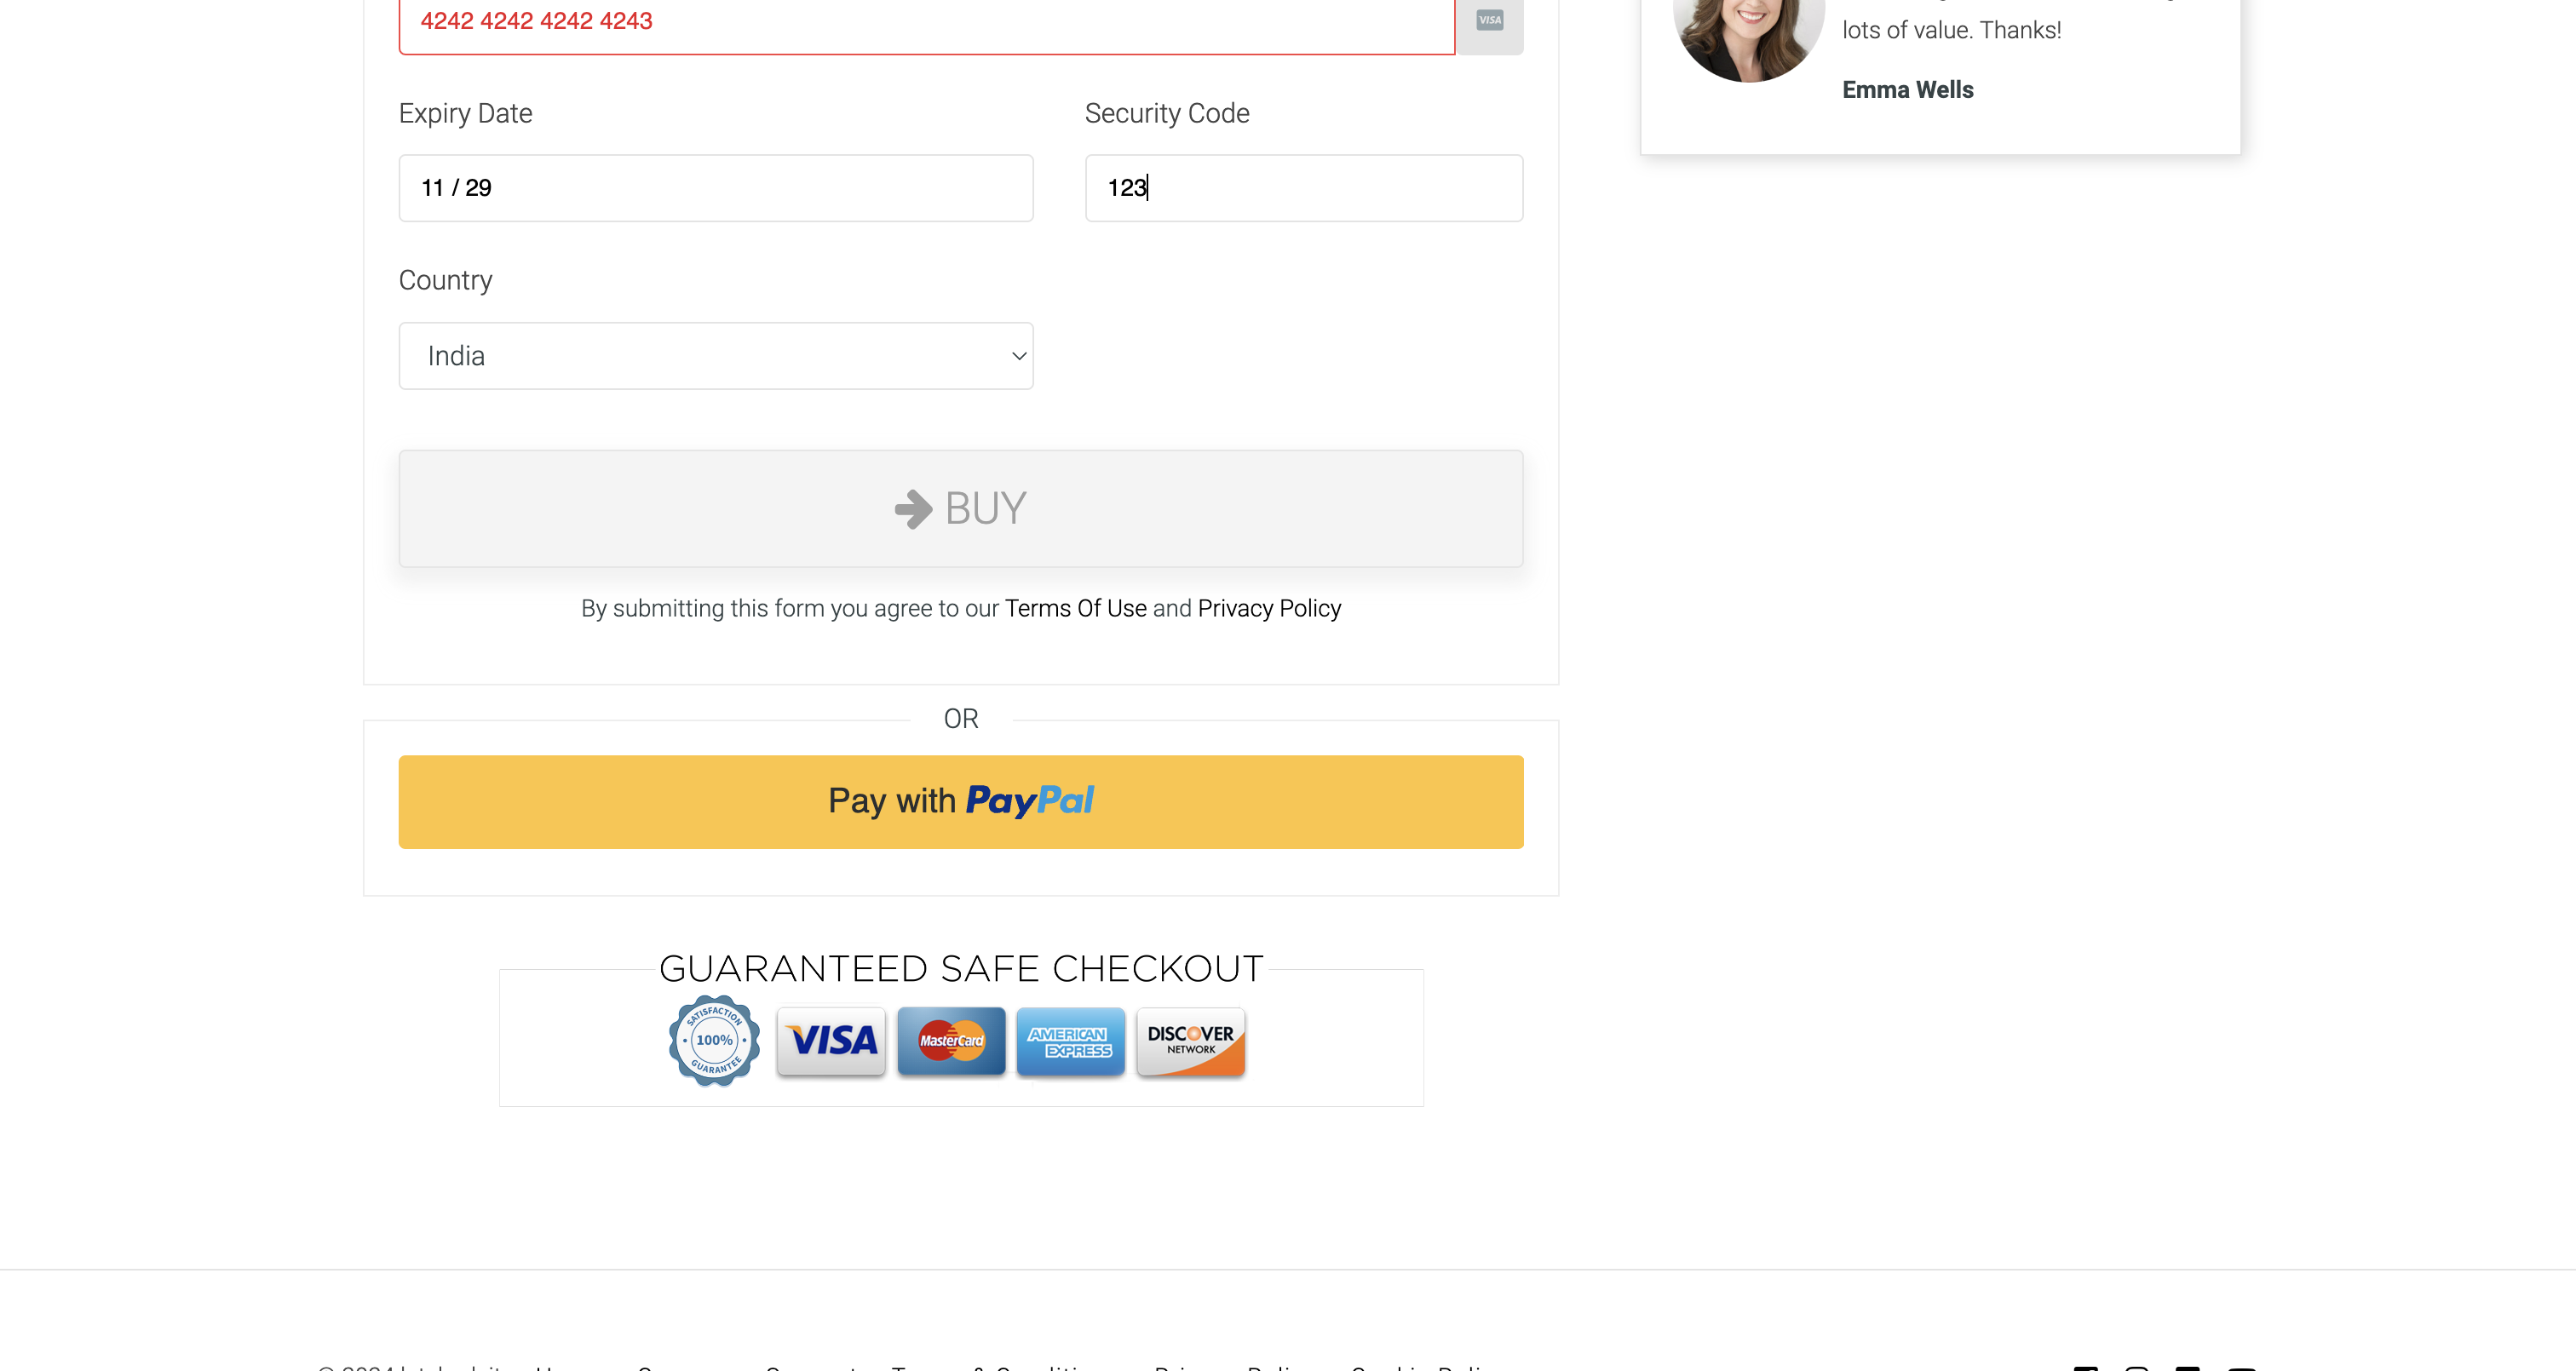 4242 4242 4242 4243
VISA
lots of value. Thanks!
Emma Wells
Expiry Date
Security Code
11 / 29
123
Country
India
BUY
By submitting this form you agree to our Terms Of Use and Privacy Policy
OR
Pay with PayPal
GUARANTEED SAFE CHECKOUT
SATISFACTION
100%
GUARANTEE
VISA
MasterCard
AMERICAN
EXPRESS
DISCOVER
NETWORK